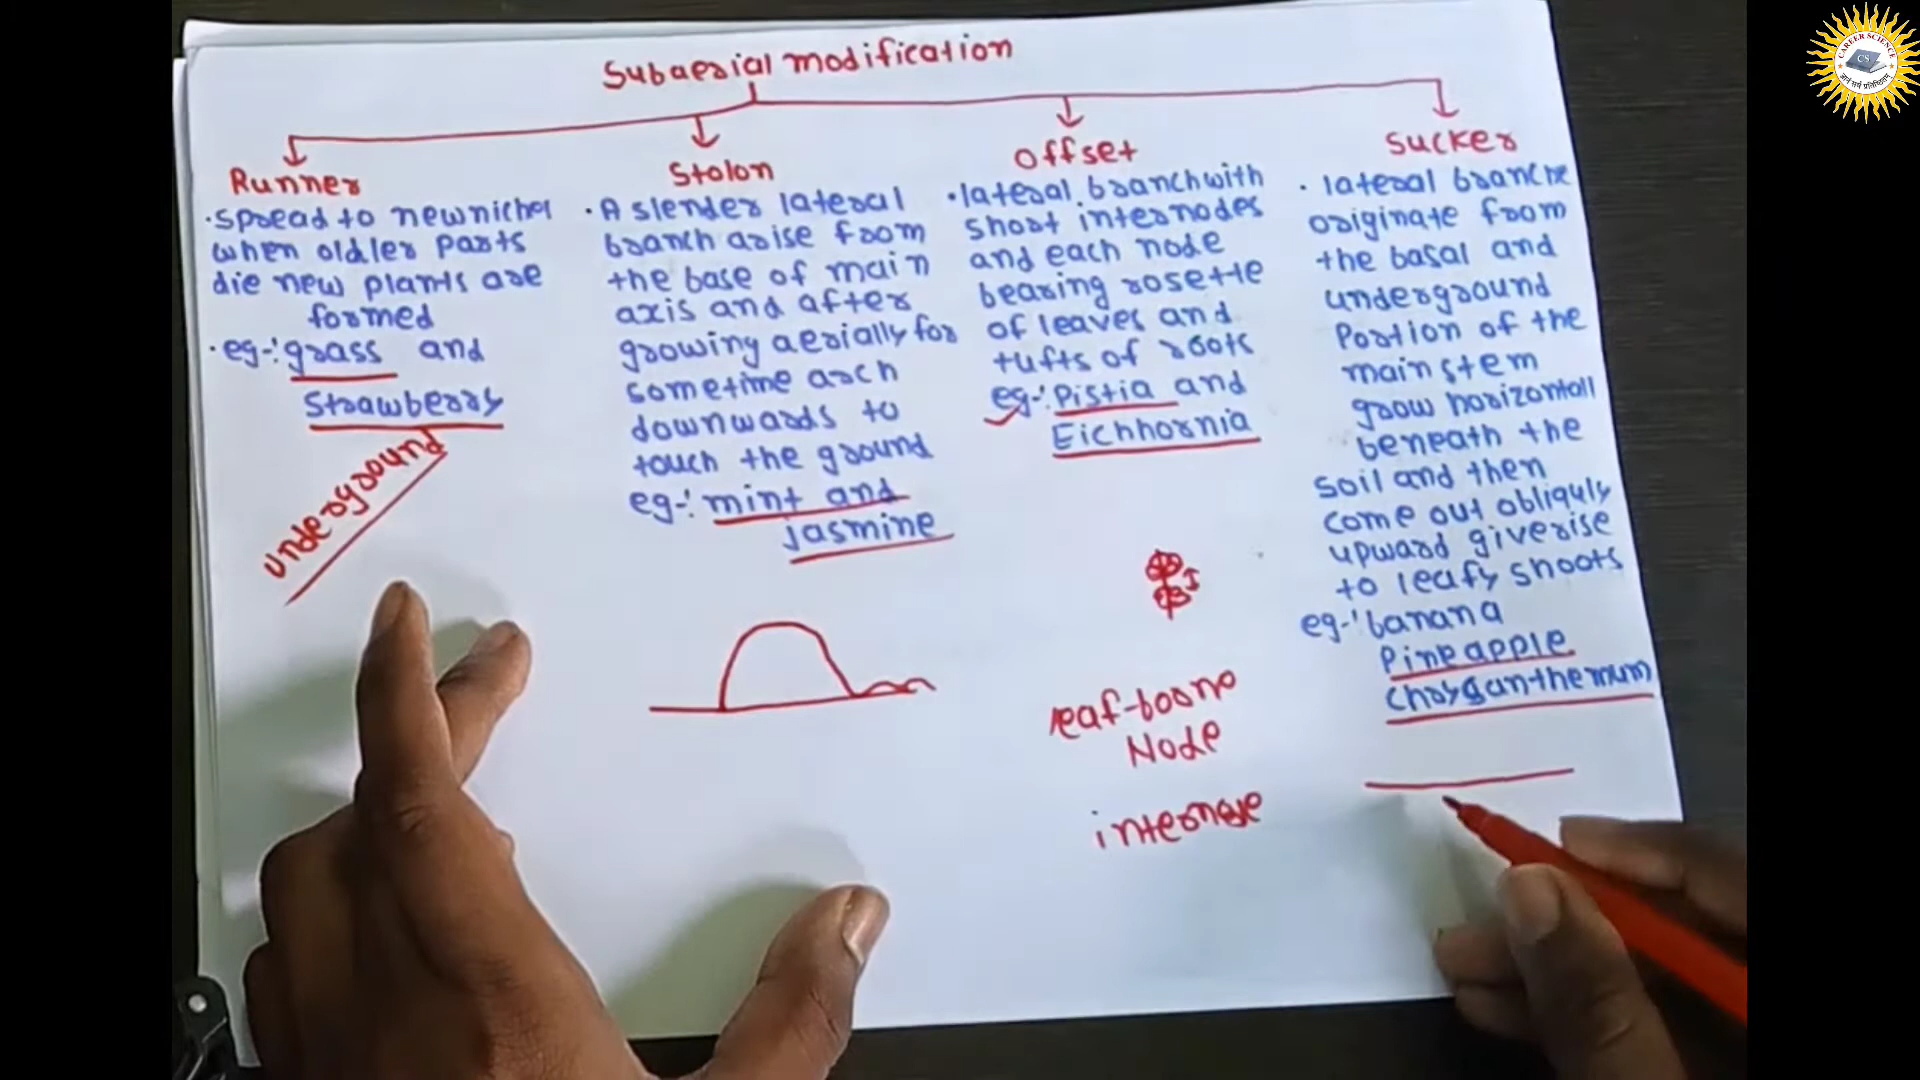 Subaerial modification
Runner
• Spread to newniches
when oldler parts
die new plants are
formed
• eg-: grass and
Strawberry
underground
Stolon
• A slender lateral
branch arise from
the base of main
axis and after
growing aerially for
sometime arch
downwards to
touch the ground
eg-: mint and
jasmine
Offset
• lateral branch with
short internodes
and each node
bearing rosette
of leaves and
tufts of roots
eg-: Pistia and
Eichhornia
leaf-borne
Node
Sucker
• lateral branche
originate from
the basal and
underground
Portion of the
main stem
grow horizontall
beneath the
soil and then
come out obliquly
upward giverise
to leafy shoots
eg-: banana
Pineapple
CAREER SCIENCE
CS